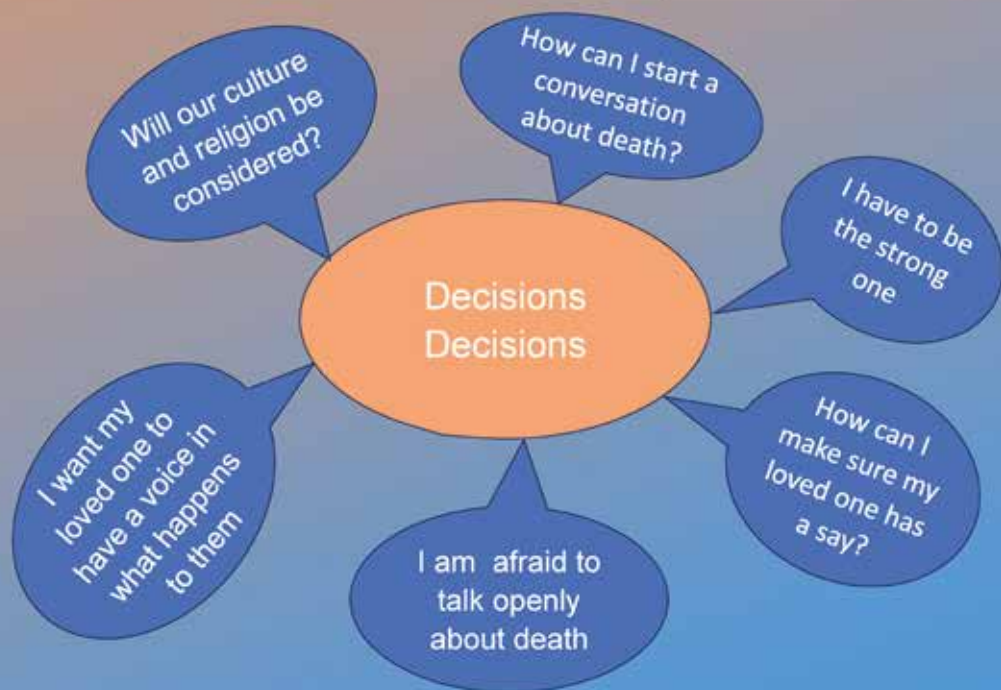 Will our culture
and religion be
considered?
How can I start a
conversation
about death?
I have to be
the strong
one
Decisions
Decisions
I want my
loved one to
have a voice in
what happens
to them
I am afraid to
talk openly
about death
How can I
make sure my
loved one has
a say?